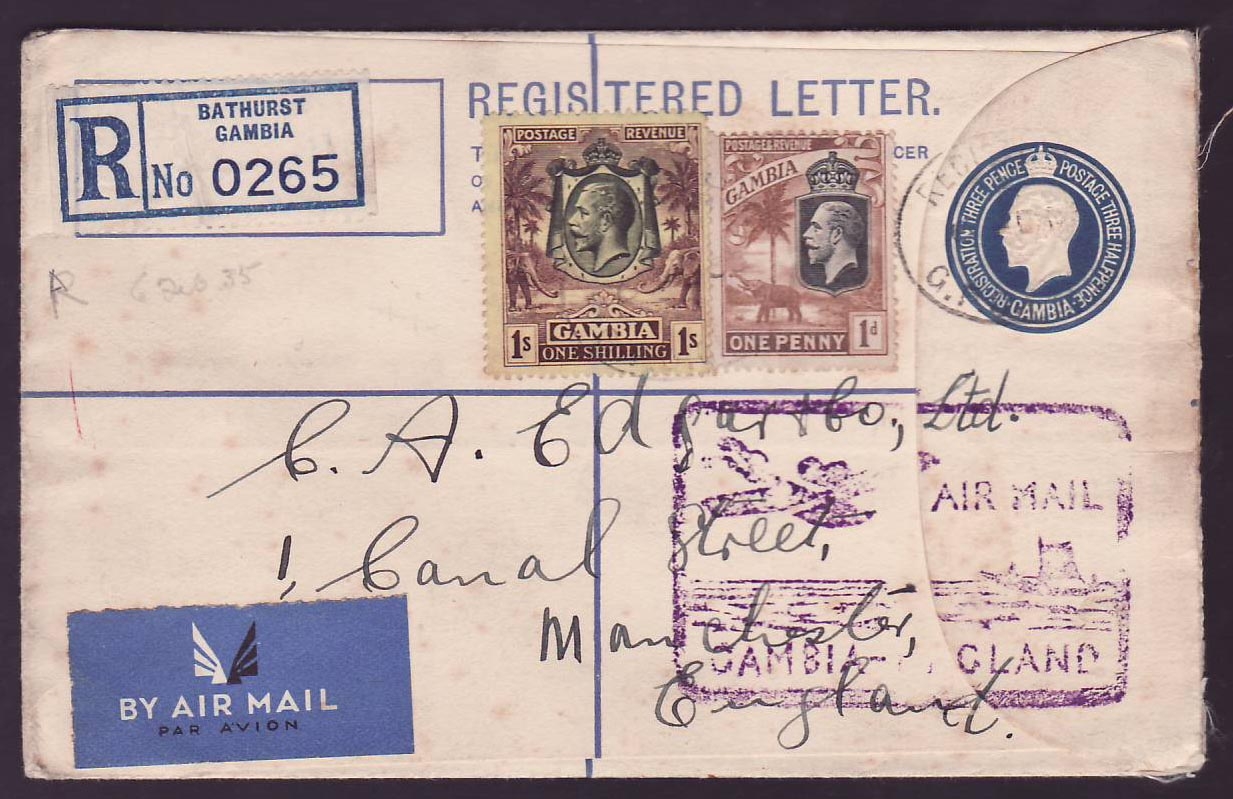 REGISTERED LETTER.
R
BATHURST
GAMBIA
No 0265
CER
POSTAGE REVENUE
1s GAMBIA 1s
ONE SHILLING
POSTAGE & REVENUE
GAMBIA
ONE PENNY 1d
REGISTRATION THREE PENCE POSTAGE THREE HALFPENCE
GAMBIA
R
C. A. Edgar & Co., Ltd.
1, Canal Street,
Manchester,
England.
AIR MAIL
GAMBIA - ENGLAND
BY AIR MAIL
PAR AVION